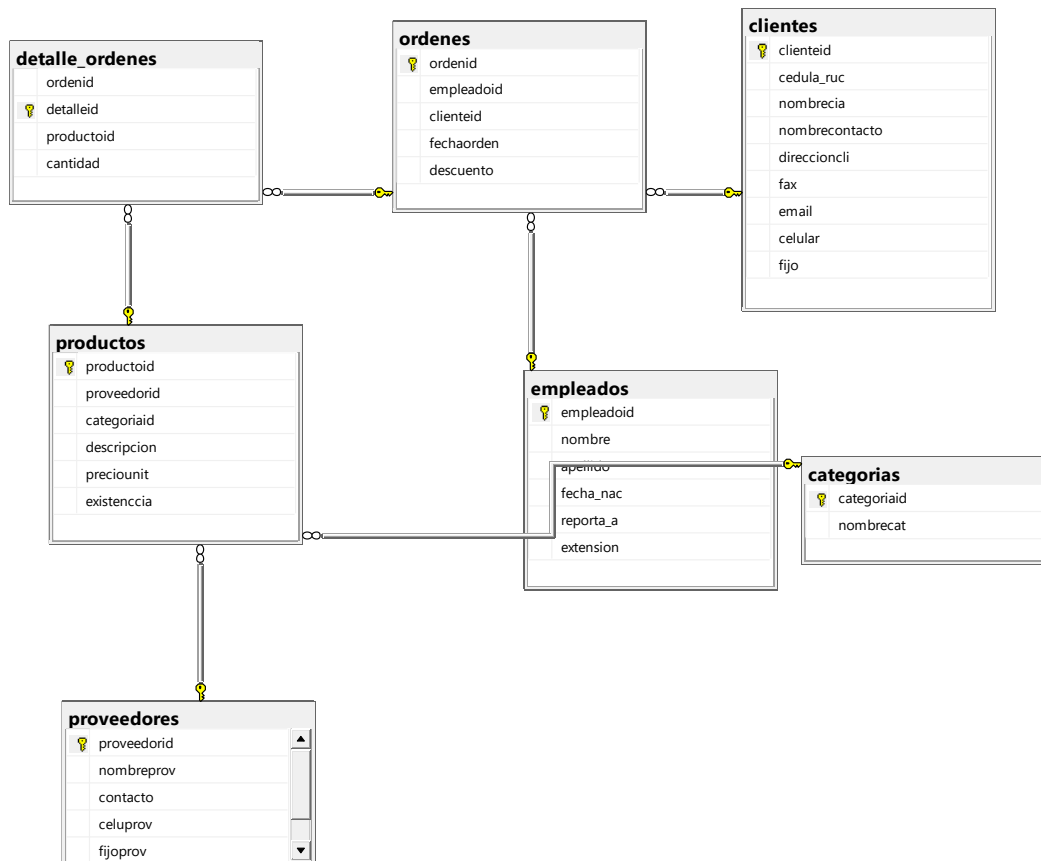 detalle_ordenes
ordenid
detalleid
productoid
cantidad
ordenes
ordenid
empleadoid
clienteid
fechaorden
descuento
clientes
clienteid
cedula_ruc
nombrecia
nombrecontacto
direccioncli
fax
email
celular
fijo
productos
productoid
proveedorid
categoriaid
descripcion
preciounit
existenccia
empleados
empleadoid
nombre
apellido
fecha_nac
reporta_a
extension
categorias
categoriaid
nombrecat
proveedores
proveedorid
nombreprov
contacto
celuprov
fijoprov